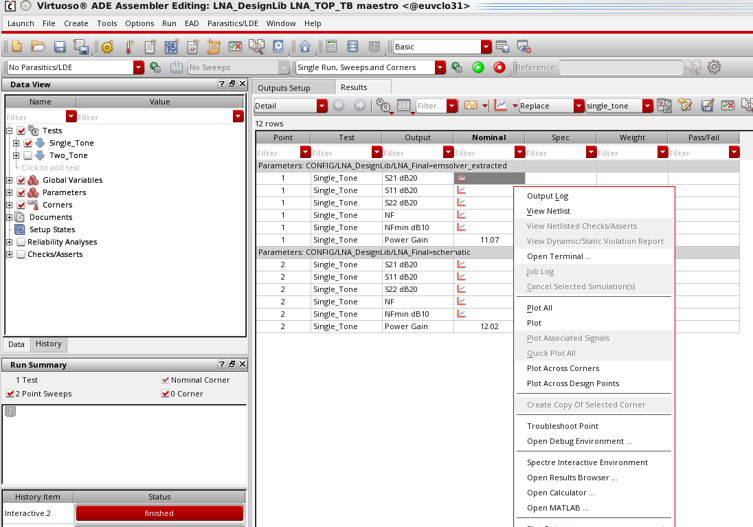 Virtuoso® ADE Assembler Editing: LNA_DesignLib LNA_TOP_TB maestro <@euvclo31>
Launch File Create Tools Options Run EAD Parasitics/LDE Window Help
Basic
No Parasitics/LDE No Sweeps Single Run, Sweeps and Corners Reference:
Data View
Name Value
Filter Filter
Tests
Single_Tone
Two_Tone
Click to add test
Global Variables
Parameters
Corners
Documents
Setup States
Reliability Analyses
Checks/Asserts
Data History
Run Summary
1 Test Nominal Corner
2 Point Sweeps 0 Corner
History Item Status
Interactive.2 finished
Outputs Setup Results
Detail Filter... Replace single_tone
12 rows
Point Test Output Nominal Spec Weight Pass/Fail
Filter Filter Filter Filter Filter Filter Filter
Parameters: CONFIG/LNA_DesignLib/LNA_Final=emsolver_extracted
1 Single_Tone S21 dB20
1 Single_Tone S11 dB20
1 Single_Tone S22 dB20
1 Single_Tone NF
1 Single_Tone NFmin dB10
1 Single_Tone Power Gain 11.07
Parameters: CONFIG/LNA_DesignLib/LNA_Final=schematic
2 Single_Tone S21 dB20
2 Single_Tone S11 dB20
2 Single_Tone S22 dB20
2 Single_Tone NF
2 Single_Tone NFmin dB10
2 Single_Tone Power Gain 12.02
Output Log
View Netlist
View Netlisted Checks/Asserts
View Dynamic/Static Violation Report
Open Terminal ...
Job Log
Cancel Selected Simulation(s)
Plot All
Plot
Plot Associated Signals
Quick Plot All
Plot Across Corners
Plot Across Design Points
Create Copy Of Selected Corner
Troubleshoot Point
Open Debug Environment ...
Spectre Interactive Environment
Open Results Browser ...
Open Calculator ...
Open MATLAB ...